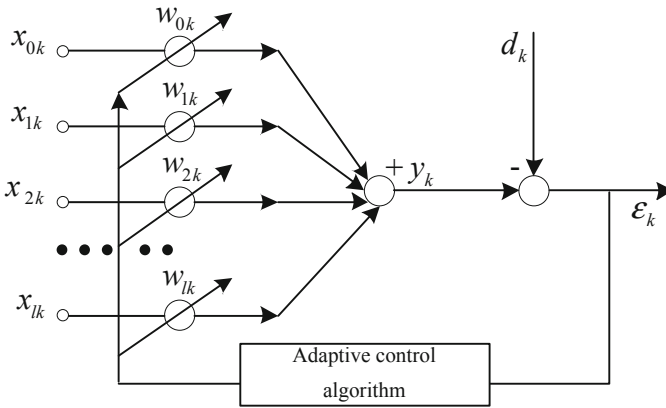 w0k
x0k
dk
w1k
x1k
w2k
+ yk
-
x2k
εk
wlk
xlk
Adaptive control
algorithm